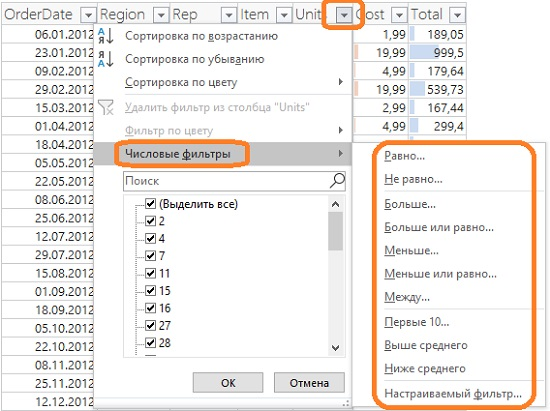 OrderDate Region Rep Item Units Cost Total
06.01.2012 1,99 189,05
23.01.2012 19,99 999,5
09.02.2012 4,99 179,64
29.02.2012 19,99 539,73
15.03.2012 2,99 167,44
01.04.2012 4,99 299,4
18.04.2012
05.05.2012
22.05.2012
08.06.2012
25.06.2012
12.07.2012
29.07.2012
15.08.2012
01.09.2012
18.09.2012
05.10.2012
22.10.2012
08.11.2012
25.11.2012
12.12.2012
Сортировка по возрастанию
Сортировка по убыванию
Сортировка по цвету
Удалить фильтр из столбца "Units"
Фильтр по цвету
Числовые фильтры
Поиск
(Выделить все)
2
4
7
11
15
16
27
28
ОК Отмена
Равно...
Не равно...
Больше...
Больше или равно...
Меньше...
Меньше или равно...
Между...
Первые 10...
Выше среднего
Ниже среднего
Настраиваемый фильтр...